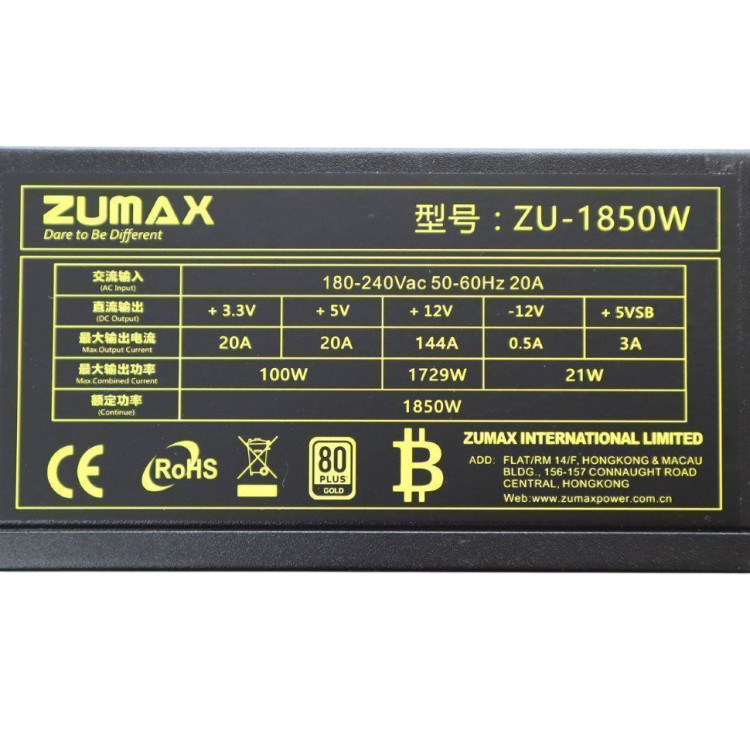 ZUMAX
Dare to Be Different
型号：ZU-1850W
交流输入 180-240Vac 50-60Hz 20A
(AC Input)
直流输出 + 3.3V + 5V + 12V -12V + 5VSB
(DC Output)
最大输出电流 20A 20A 144A 0.5A 3A
Max.Output Current
最大输出功率 100W 1729W 21W
Max.Combined Current
额定功率 1850W
(Continue)
CE
RoHS
80
PLUS
GOLD
ZUMAX INTERNATIONAL LIMITED
ADD: FLAT/RM 14/F, HONGKONG & MACAU
BLDG., 156-157 CONNAUGHT ROAD
CENTRAL, HONGKONG
Web:www.zumaxpower.com.cn